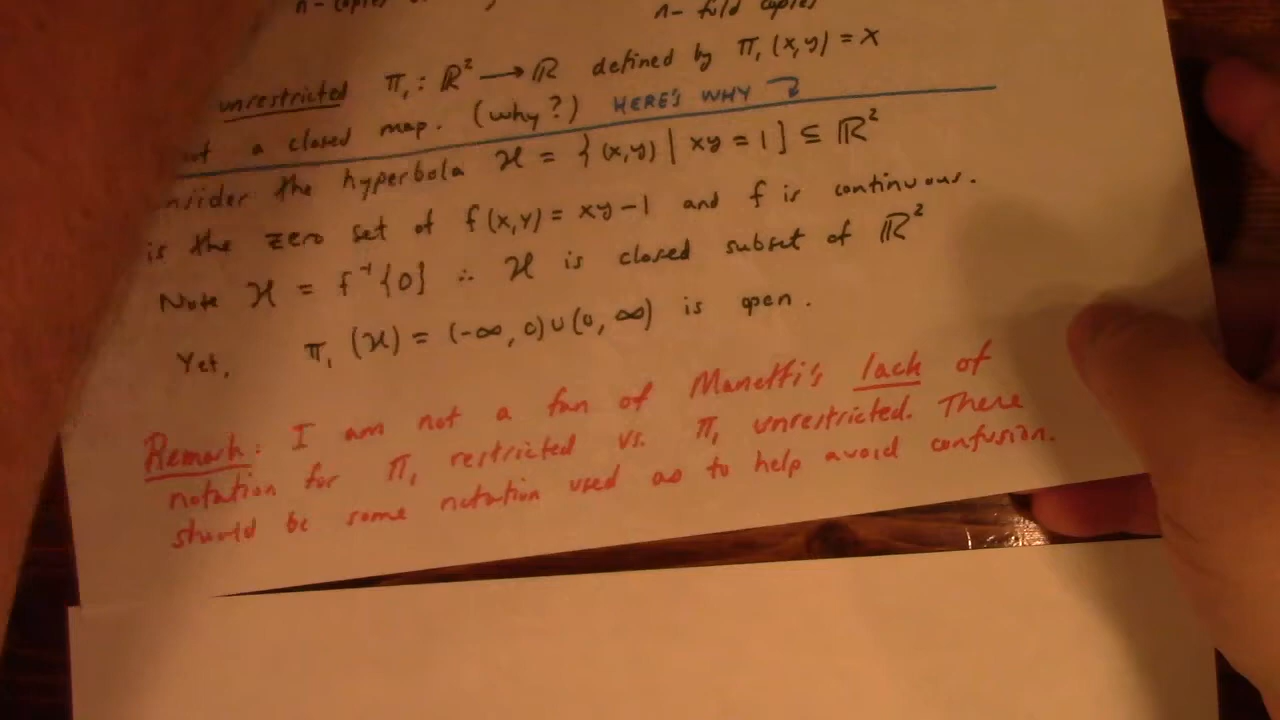 n- copies
n- fold copies
unrestricted π₁ : ℝ² ⟶ ℝ defined by π₁(x,y) = x
a closed map. (why?) HERE'S WHY
the hyperbola ℋ = {(x,y) | xy = 1} ⊆ ℝ²
is the zero set of f(x,y) = xy-1 and f is continuous.
Note ℋ = f⁻¹{0} ∴ ℋ is closed subset of ℝ²
Yet, π₁(ℋ) = (-∞, 0)∪(0, ∞) is open.
Remark: I am not a fan of Manetti's lack of
notation for π₁ restricted vs. π₁ unrestricted. There
should be some notation used as to help avoid confusion.